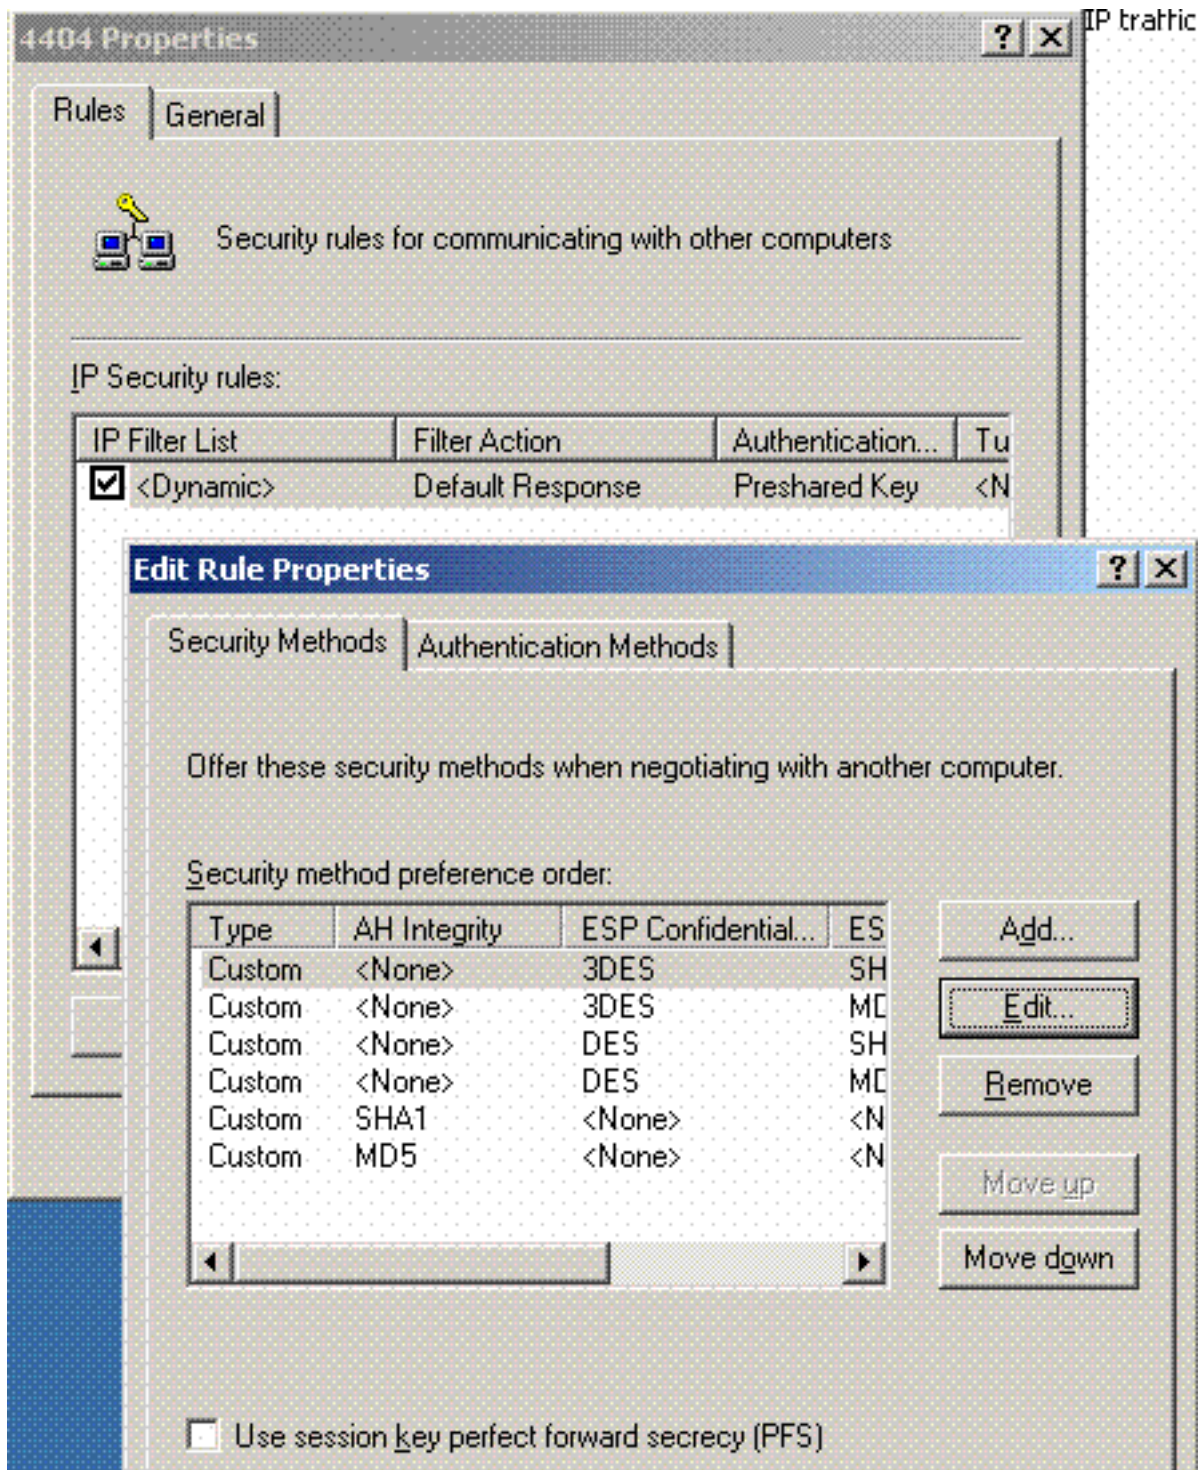 IP traffic
4404 Properties
Rules General
Security rules for communicating with other computers
IP Security rules:
IP Filter List Filter Action Authentication... Tu
<Dynamic> Default Response Preshared Key <N
Edit Rule Properties
Security Methods Authentication Methods
Offer these security methods when negotiating with another computer.
Security method preference order:
Type AH Integrity ESP Confidential... ES
Custom <None> 3DES SH
Custom <None> 3DES MD
Custom <None> DES SH
Custom <None> DES MD
Custom SHA1 <None> <N
Custom MD5 <None> <N
Add...
Edit...
Remove
Move up
Move down
Use session key perfect forward secrecy (PFS)